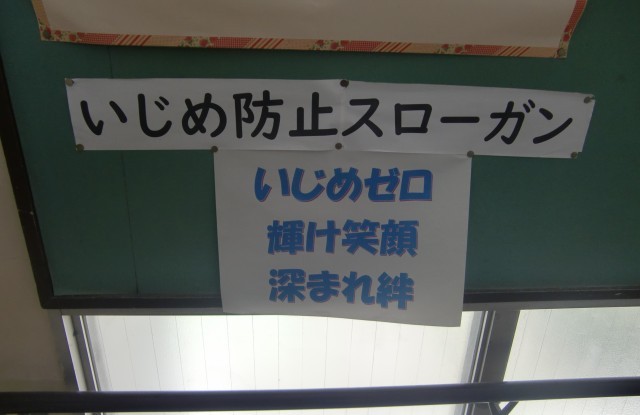 いじめ防止スローガン
いじめゼロ
輝け笑顔
深まれ絆